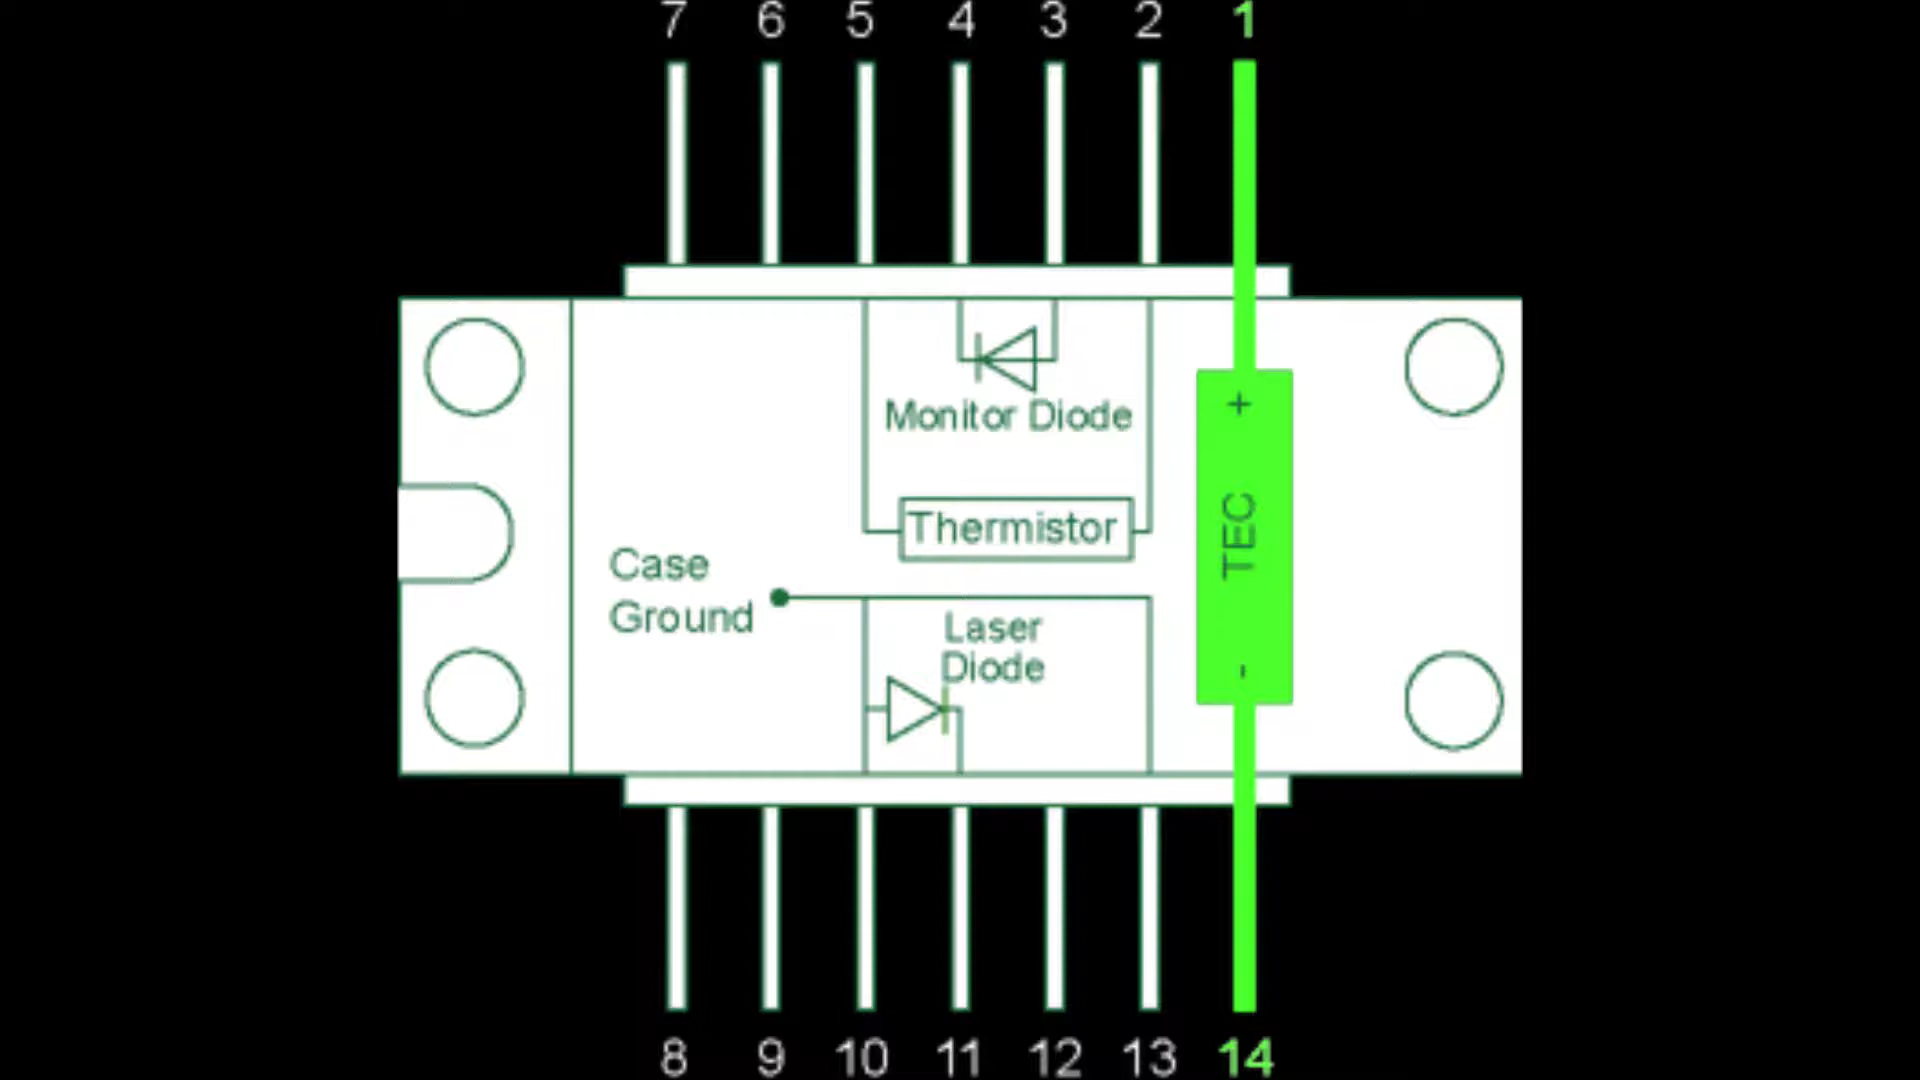 7 6 5 4 3 2 1
+
Monitor Diode
TEC
Thermistor
Case
Ground
Laser
Diode
-
8 9 10 11 12 13 14